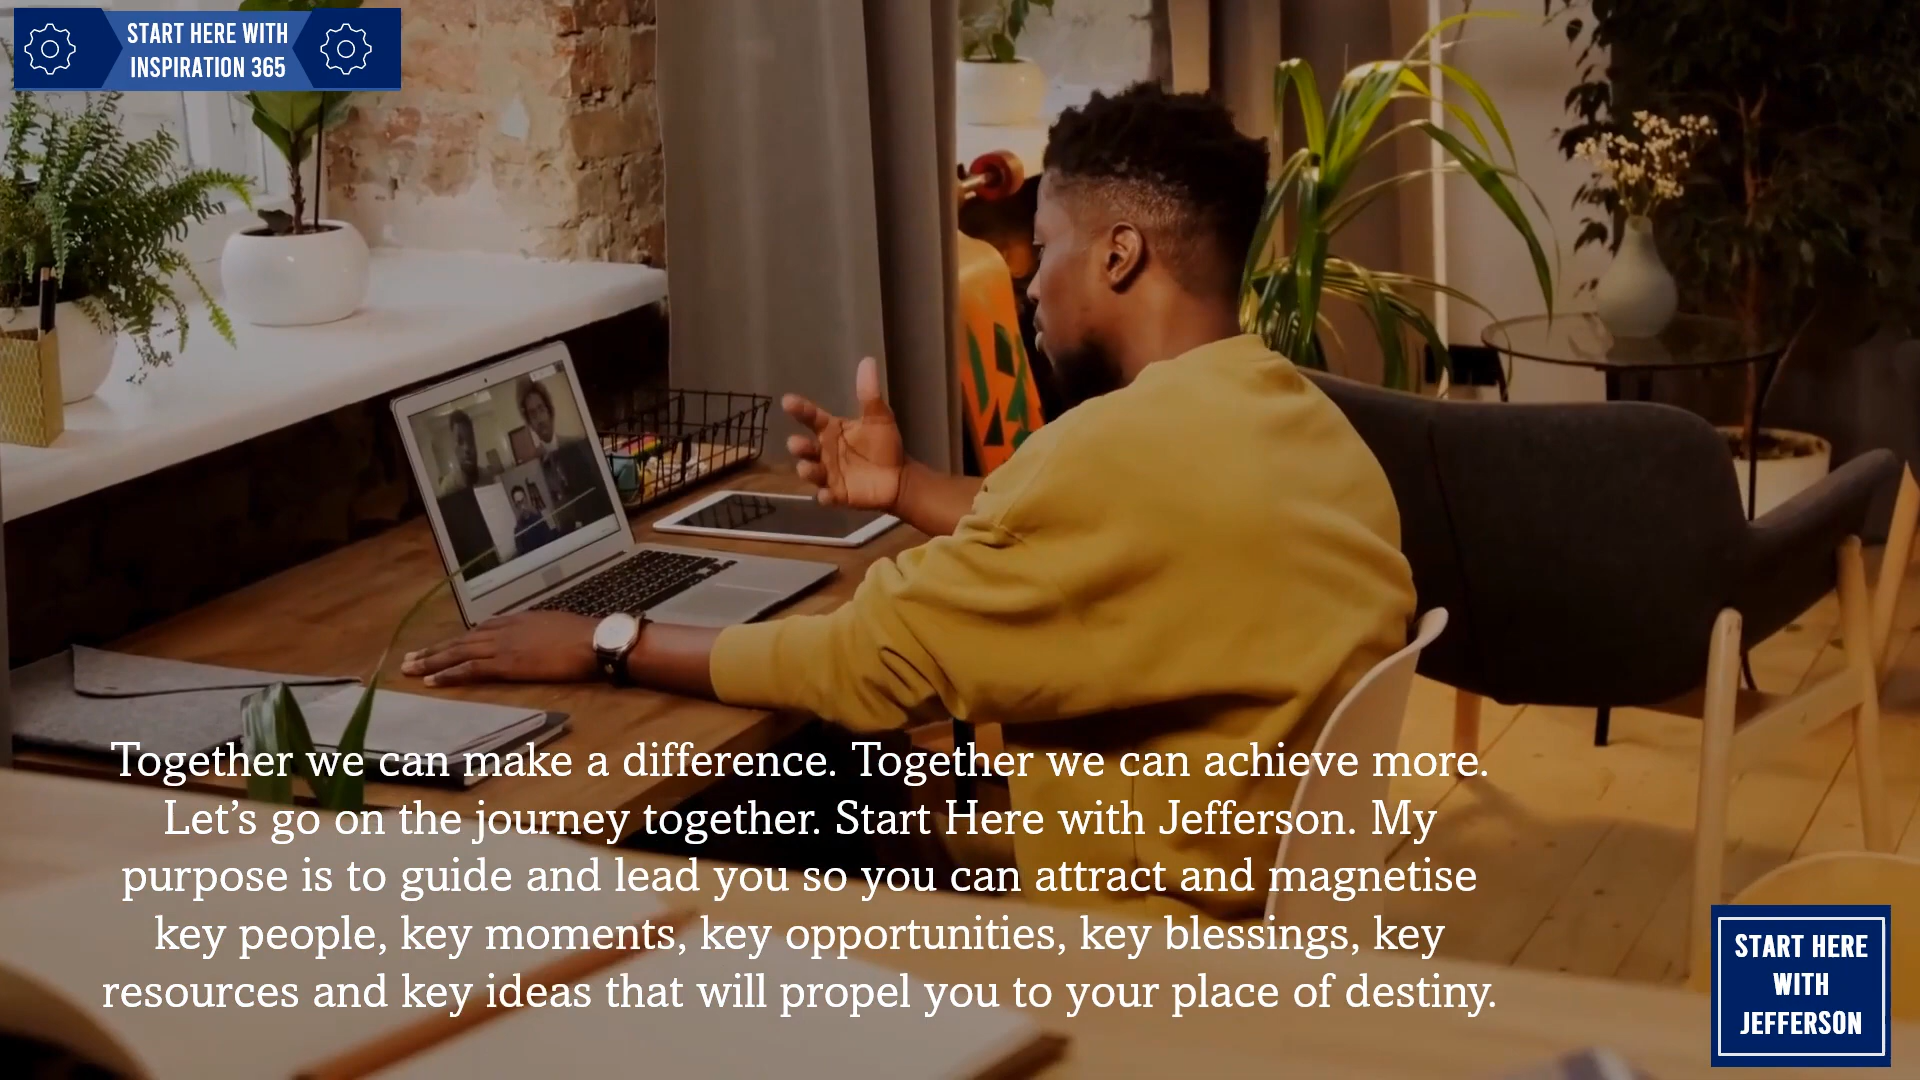 START HERE WITH
INSPIRATION 365
Together we can make a difference. Together we can achieve more.
Let’s go on the journey together. Start Here with Jefferson. My
purpose is to guide and lead you so you can attract and magnetise
key people, key moments, key opportunities, key blessings, key
resources and key ideas that will propel you to your place of destiny.
START HERE
WITH
JEFFERSON